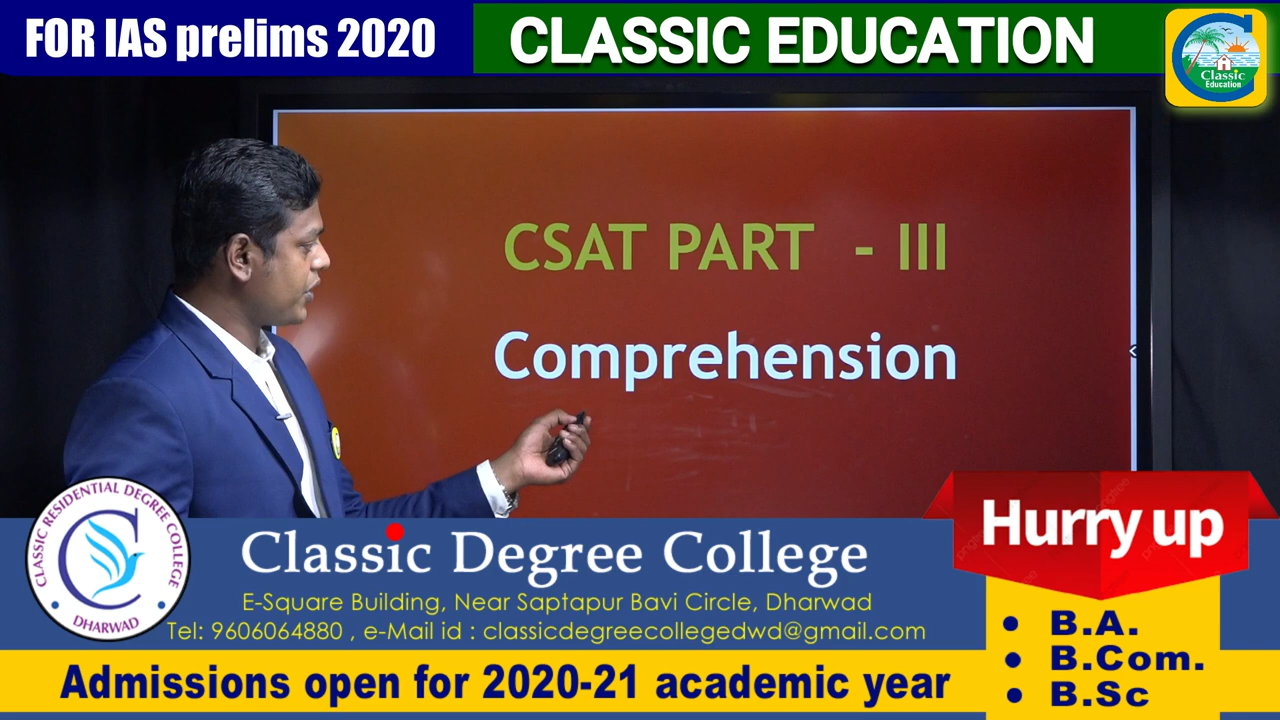 FOR IAS prelims 2020
CLASSIC EDUCATION
Classic
Education
CSAT PART - III
Comprehension
CLASSIC RESIDENTIAL DEGREE COLLEGE
DHARWAD
Classic Degree College
E-Square Building, Near Saptapur Bavi Circle, Dharwad
Tel: 9606064880 , e-Mail id : classicdegreecollegedwd@gmail.com
Hurry up
• B.A.
• B.Com.
• B.Sc
Admissions open for 2020-21 academic year